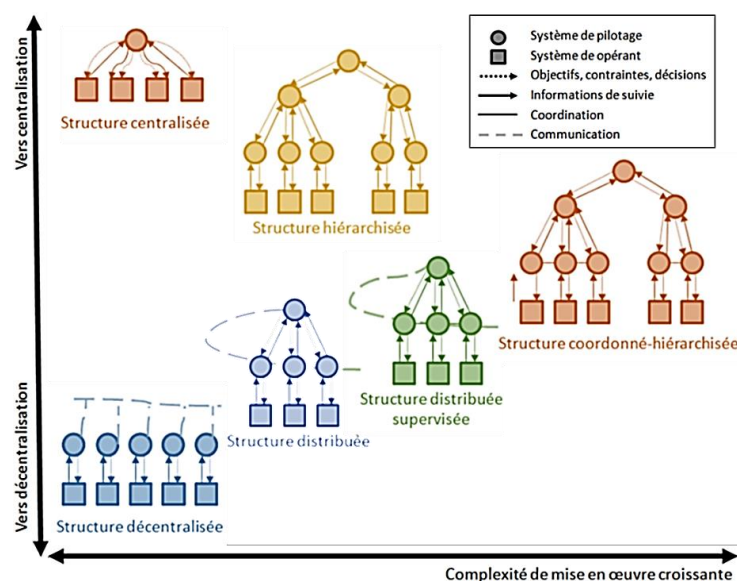 Vers centralisation
Vers décentralisation
Système de pilotage
Système de opérant
Objectifs, contraintes, décisions
Informations de suivie
Coordination
Communication
Structure centralisée
Structure hiérarchisée
Structure coordonné-hiérarchisée
Structure distribuée
supervisée
Structure distribuée
Structure décentralisée
Complexité de mise en œuvre croissante